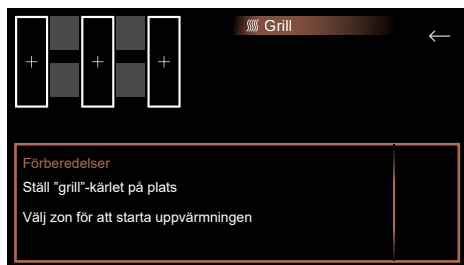 Grill
Förberedelser
Ställ ”grill”-kärlet på plats
Välj zon för att starta uppvärmningen